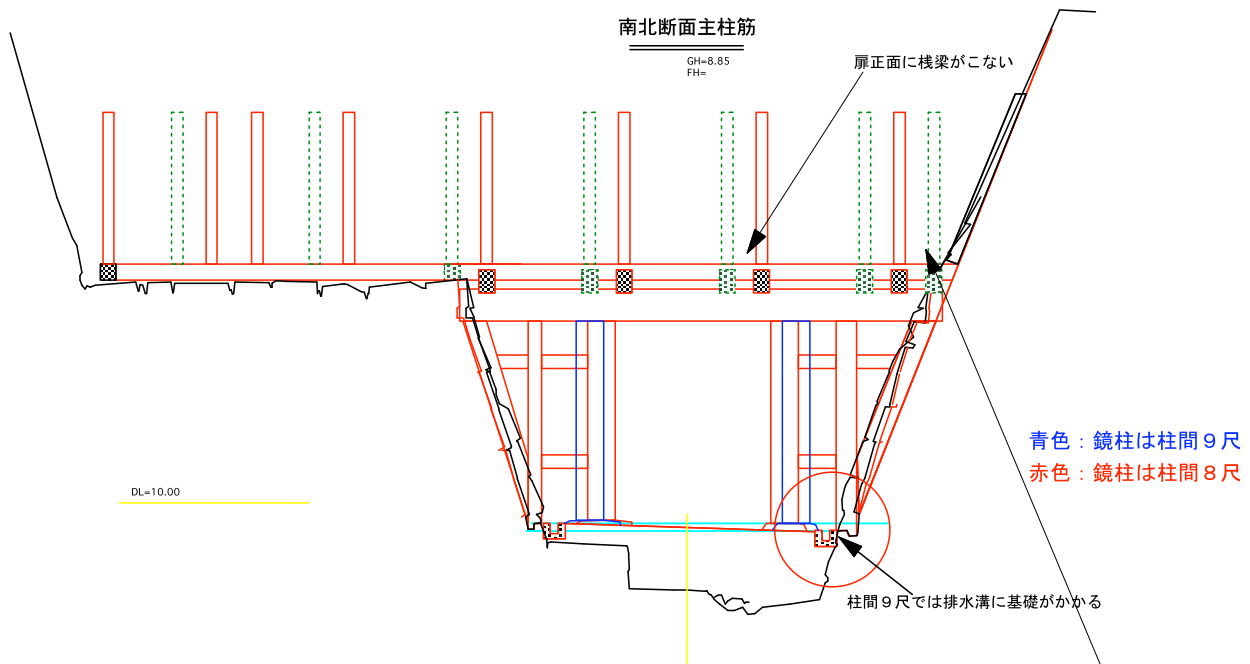 南北断面主柱筋
GH=8.85
FH=
扉正面に桟梁がこない
青色：鏡柱は柱間９尺
赤色：鏡柱は柱間８尺
DL=10.00
柱間９尺では排水溝に基礎がかかる